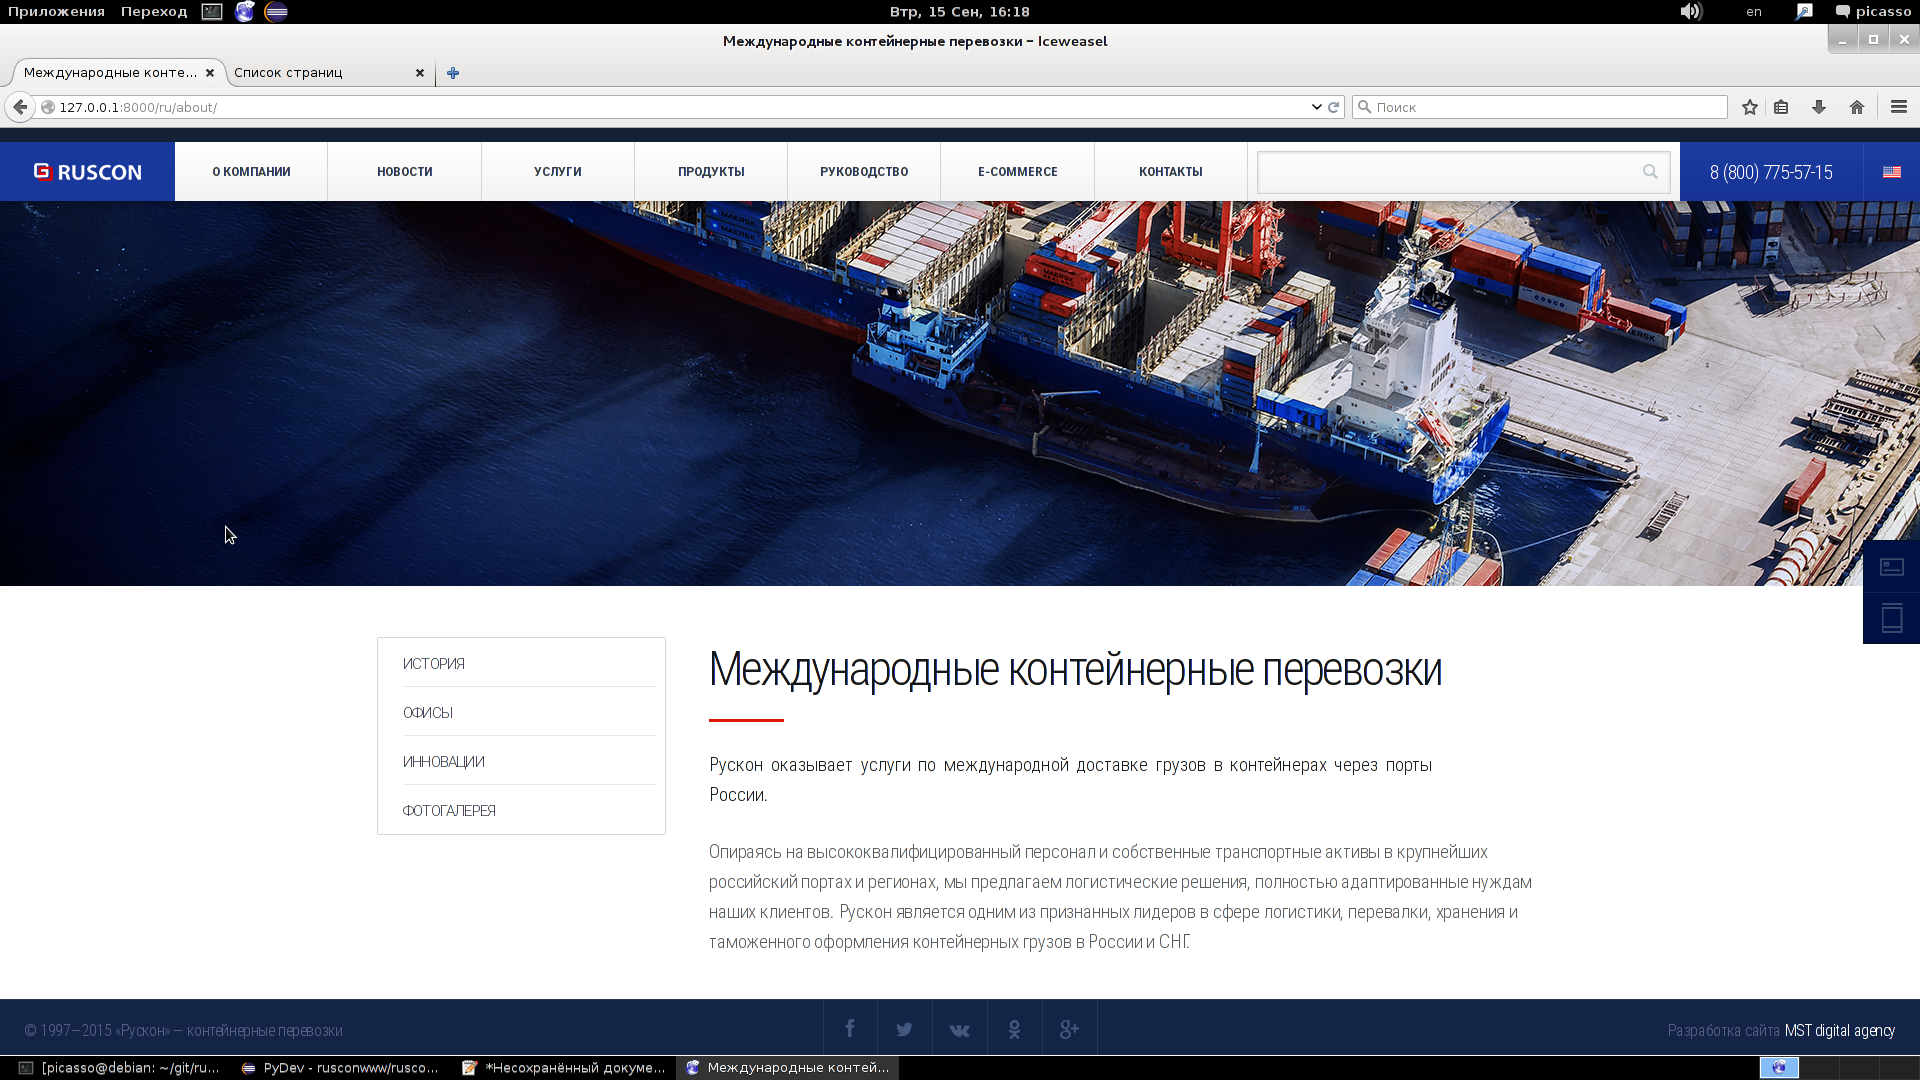 Приложения Переход Втр, 15 Сен, 16:18 en picasso
Международные контейнерные перевозки – Iceweasel
Международные конте... Список страниц
127.0.0.1:8000/ru/about/ Поиск
RUSCON О КОМПАНИИ НОВОСТИ УСЛУГИ ПРОДУКТЫ РУКОВОДСТВО E-COMMERCE КОНТАКТЫ 8 (800) 775-57-15
MAERSK
MAERSK
MAERSK
COSCO
ИСТОРИЯ
ОФИСЫ
ИННОВАЦИИ
ФОТОГАЛЕРЕЯ
Международные контейнерные перевозки
Рускон оказывает услуги по международной доставке грузов в контейнерах через порты
России.
Опираясь на высококвалифицированный персонал и собственные транспортные активы в крупнейших
российский портах и регионах, мы предлагаем логистические решения, полностью адаптированные нуждам
наших клиентов. Рускон является одним из признанных лидеров в сфере логистики, перевалки, хранения и
таможенного оформления контейнерных грузов в России и СНГ.
© 1997—2015 «Рускон» — контейнерные перевозки Разработка сайта MST digital agency
[picasso@debian: ~/git/ru... PyDev - rusconwww/rusco... *Несохранённый докуме... Международные контей...